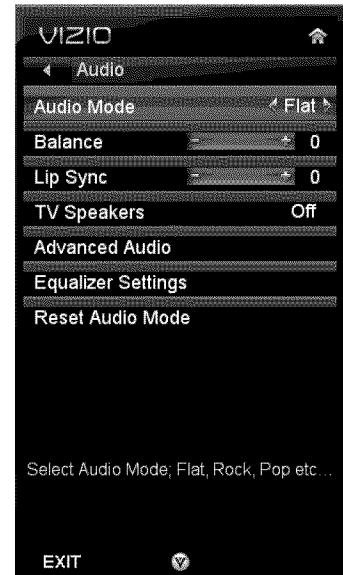 VIZIO
Audio
Audio Mode Flat
Balance - + 0
Lip Sync - + 0
TV Speakers Off
Advanced Audio
Equalizer Settings
Reset Audio Mode
Select Audio Mode; Flat, Rock, Pop etc...
EXIT